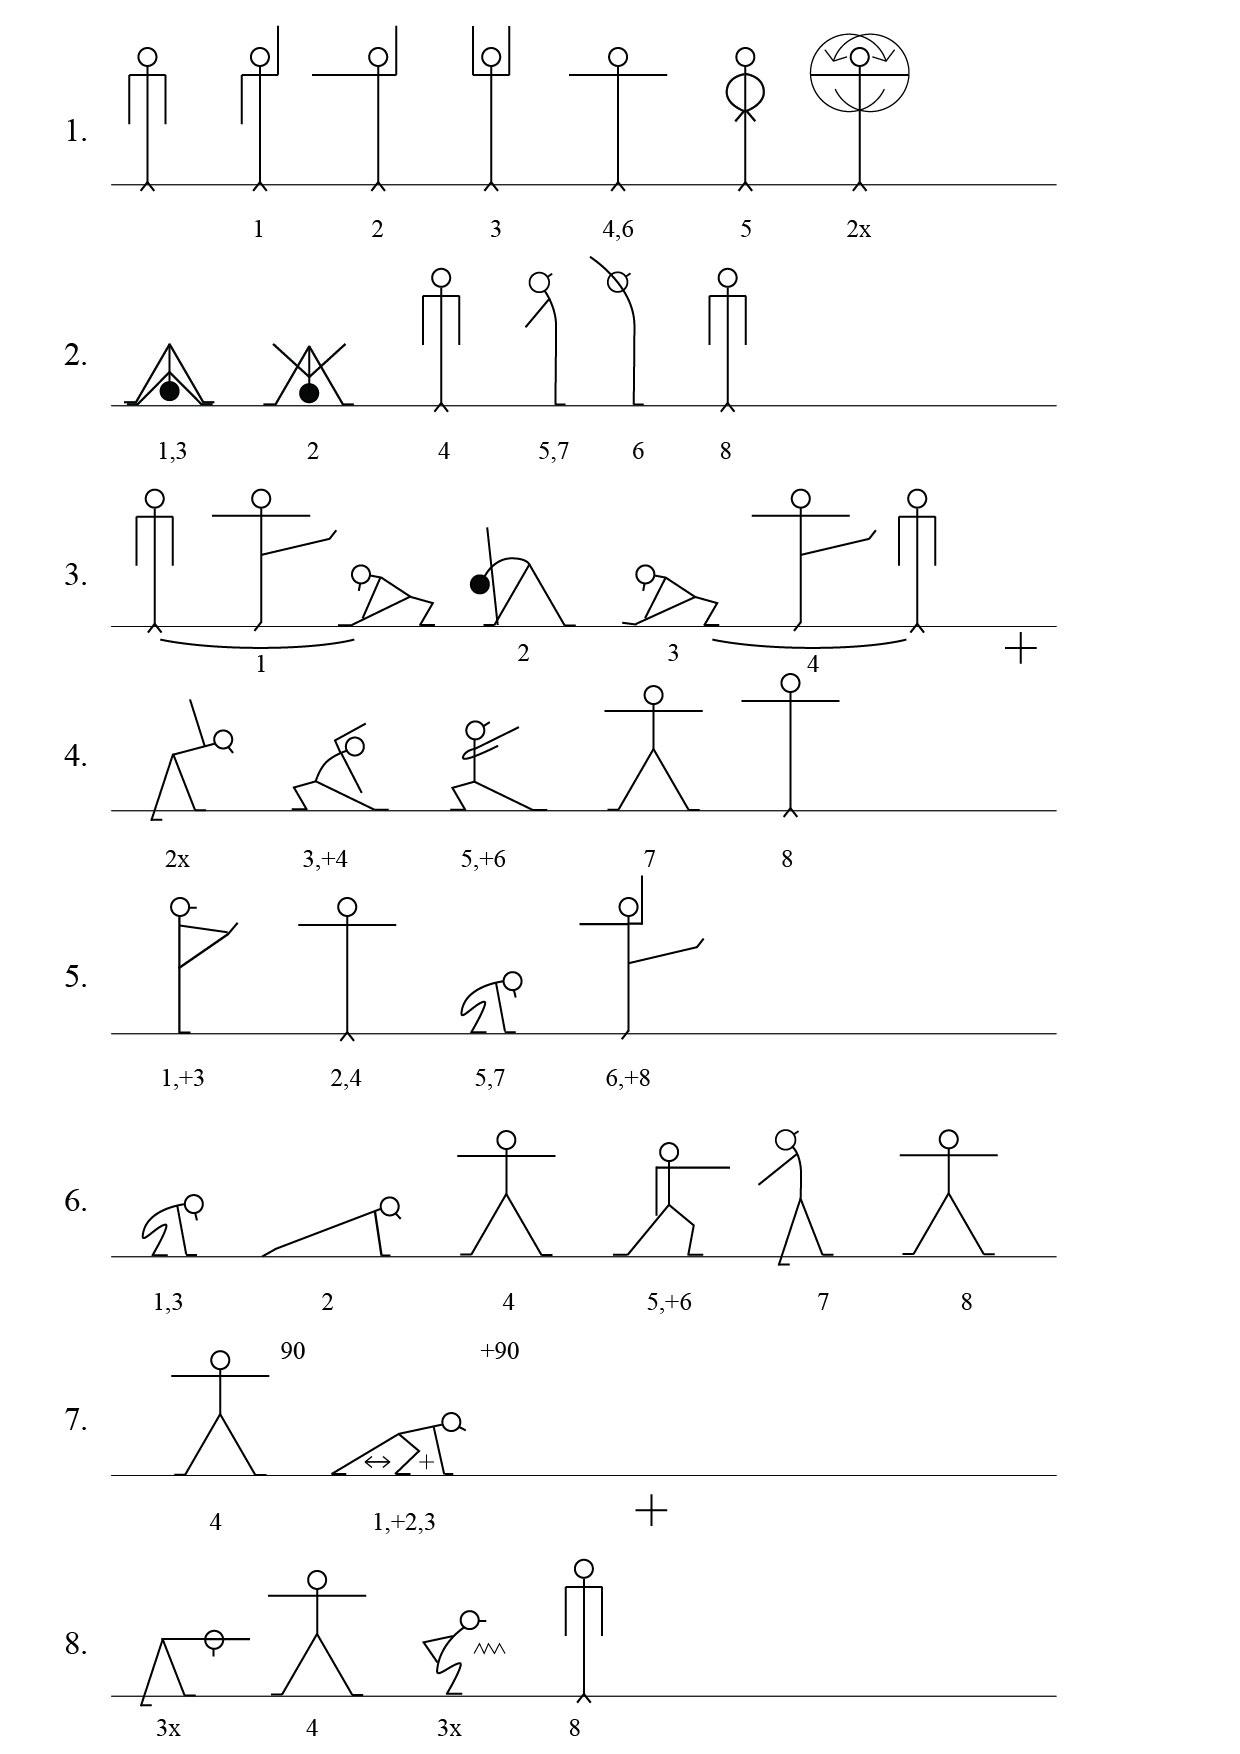 1.
1 2 3 4,6 5 2x
2.
1,3 2 4 5,7 6 8
3.
1 2 3 4 +
4.
2x 3,+4 5,+6 7 8
5.
1,+3 2,4 5,7 6,+8
6.
1,3 2 4 5,+6 7 8
90 +90
7.
+
4 1,+2,3 +
8.
3x 4 3x 8